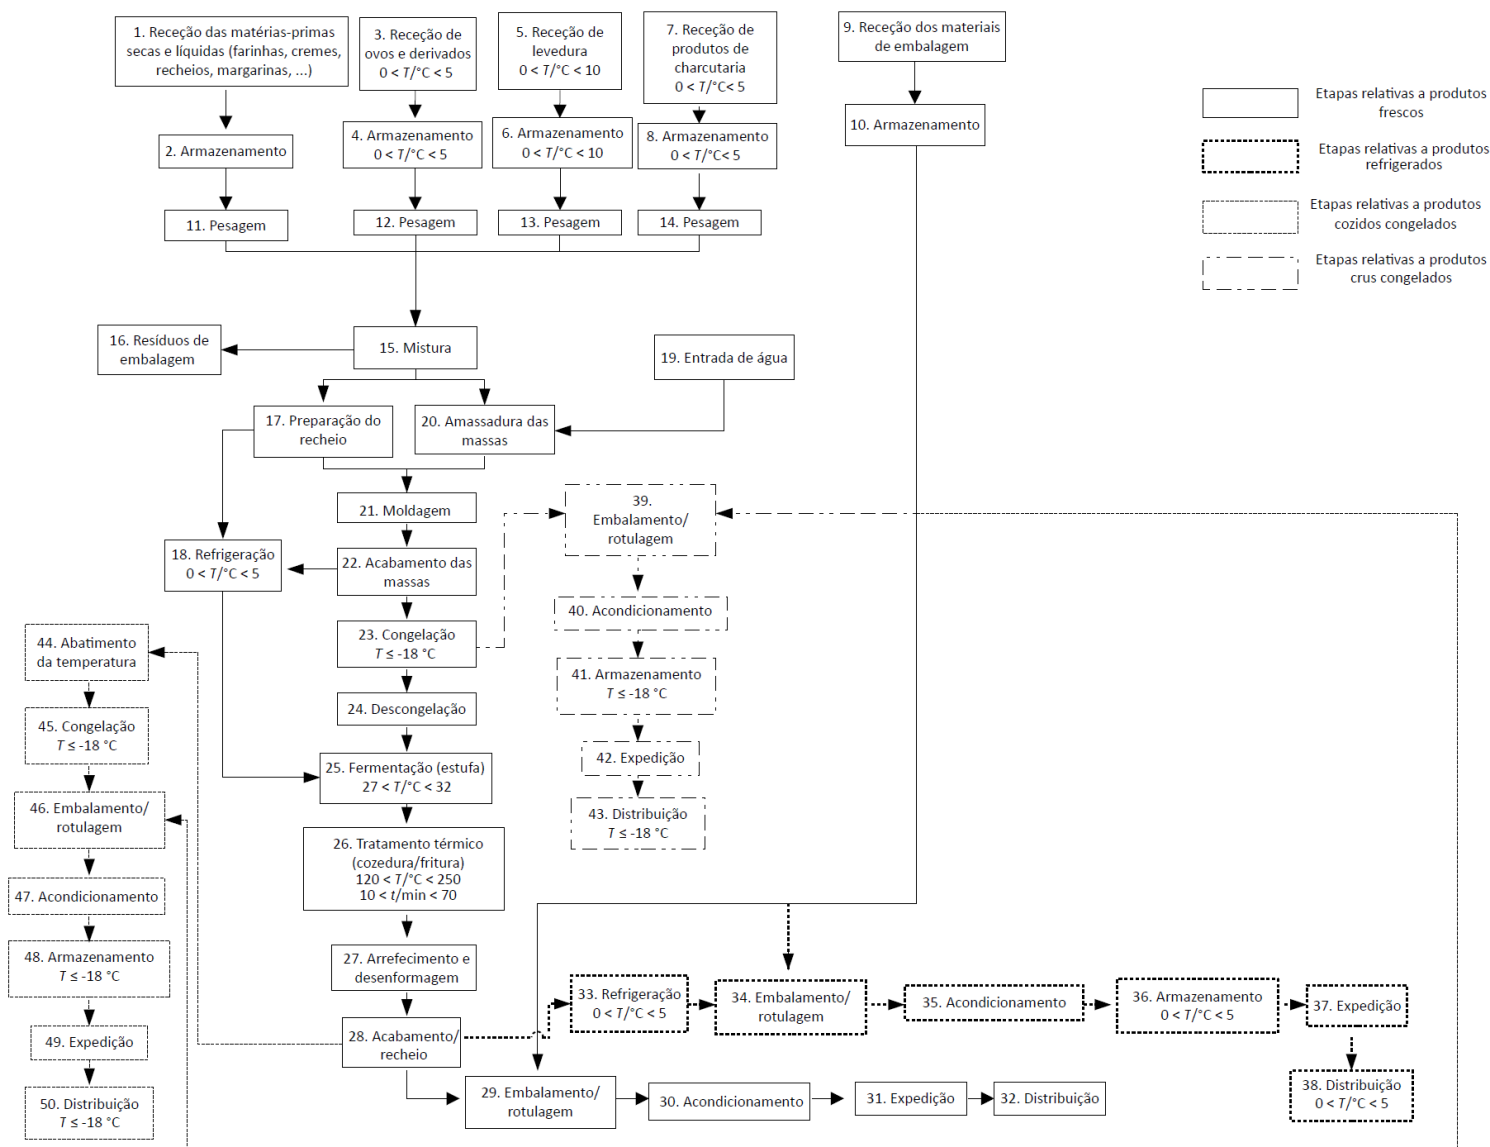 1. Receção das matérias-primas
secas e líquidas (farinhas, cremes,
recheios, margarinas, ...)
3. Receção de
ovos e derivados
0 < T/°C < 5
5. Receção de
levedura
0 < T/°C < 10
7. Receção de
produtos de
charcutaria
0 < T/°C< 5
9. Receção dos materiais
de embalagem
Etapas relativas a produtos
frescos
Etapas relativas a produtos
refrigerados
Etapas relativas a produtos
cozidos congelados
Etapas relativas a produtos
crus congelados
2. Armazenamento
4. Armazenamento
0 < T/°C < 5
6. Armazenamento
0 < T/°C < 10
8. Armazenamento
0 < T/°C< 5
10. Armazenamento
11. Pesagem
12. Pesagem
13. Pesagem
14. Pesagem
16. Resíduos de
embalagem
15. Mistura
19. Entrada de água
17. Preparação do
recheio
20. Amassadura das
massas
21. Moldagem
39.
Embalamento/
rotulagem
18. Refrigeração
0 < T/°C < 5
22. Acabamento das
massas
40. Acondicionamento
23. Congelação
T ≤ -18 °C
44. Abatimento
da temperatura
41. Armazenamento
T ≤ -18 °C
24. Descongelação
45. Congelação
T ≤ -18 °C
42. Expedição
25. Fermentação (estufa)
27 < T/°C < 32
46. Embalamento/
rotulagem
43. Distribuição
T ≤ -18 °C
26. Tratamento térmico
(cozedura/fritura)
120 < T/°C < 250
10 < t/min < 70
47. Acondicionamento
48. Armazenamento
T ≤ -18 °C
27. Arrefecimento e
desenformagem
33. Refrigeração
0 < T/°C < 5
34. Embalamento/
rotulagem
35. Acondicionamento
36. Armazenamento
0 < T/°C < 5
37. Expedição
49. Expedição
28. Acabamento/
recheio
50. Distribuição
T ≤ -18 °C
29. Embalamento/
rotulagem
30. Acondicionamento
31. Expedição
32. Distribuição
38. Distribuição
0 < T/°C < 5